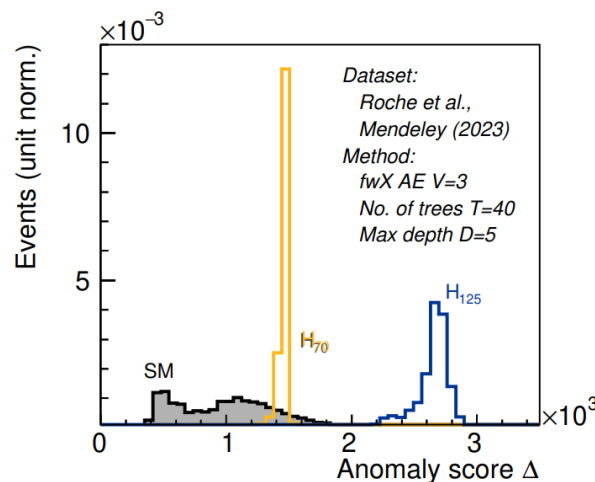 ×10⁻³
Events (unit norm.)
10
5
Dataset:
Roche et al.,
Mendeley (2023)
Method:
fwX AE V=3
No. of trees T=40
Max depth D=5
H₁₂₅
H₇₀
SM
0
1
2
3
×10³
Anomaly score Δ